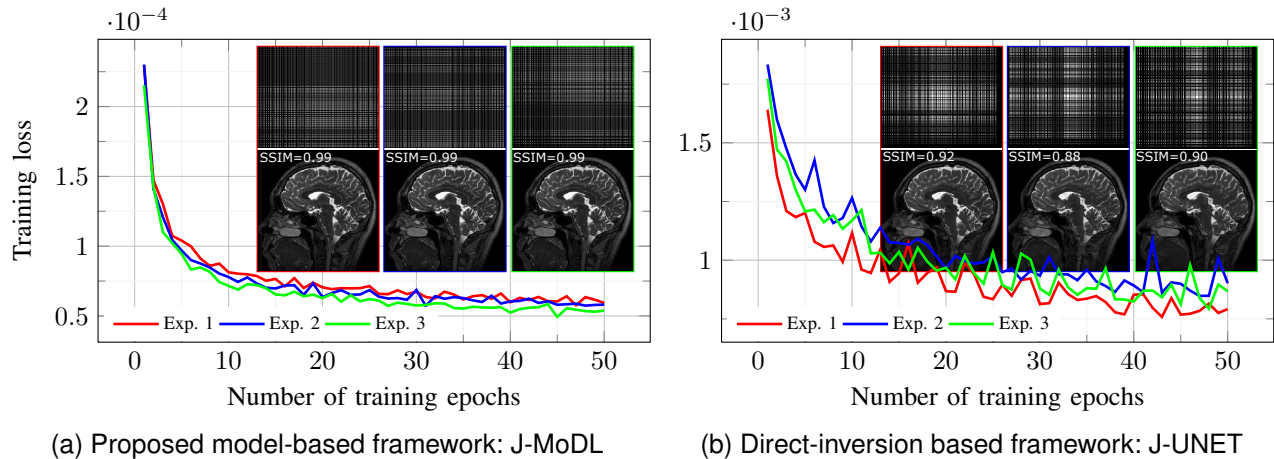 ·10⁻⁴
2
1.5
1
0.5
Training loss
SSIM=0.99
SSIM=0.99
SSIM=0.99
Exp. 1
Exp. 2
Exp. 3
0
10
20
30
40
50
Number of training epochs
(a) Proposed model-based framework: J-MoDL
·10⁻³
1.5
1
SSIM=0.92
SSIM=0.88
SSIM=0.90
Exp. 1
Exp. 2
Exp. 3
0
10
20
30
40
50
Number of training epochs
(b) Direct-inversion based framework: J-UNET